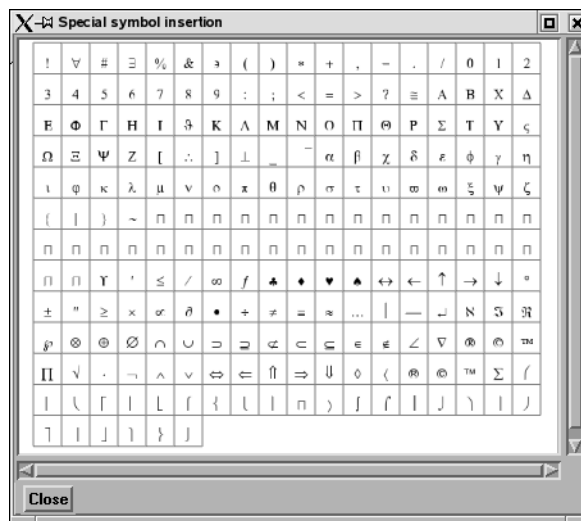 Special symbol insertion
! ∀ # ∃ % & ϶ ( ) * + , − . / 0 1 2
3 4 5 6 7 8 9 : ; < = > ? ≅ Α Β Χ Δ
Ε Φ Γ Η Ι ϑ Κ Λ Μ Ν Ο Π Θ Ρ Σ Τ Υ ς
Ω Ξ Ψ Ζ [ ∴ ] ⊥ _ ‾ α β χ δ ε ϕ γ η
ι φ κ λ μ ν ο π θ ρ σ τ υ ϖ ω ξ ψ ζ
{ | } ~ ⊓ ⊓ ⊓ ⊓ ⊓ ⊓ ⊓ ⊓ ⊓ ⊓ ⊓ ⊓ ⊓ ⊓
⊓ ⊓ ⊓ ⊓ ⊓ ⊓ ⊓ ⊓ ⊓ ⊓ ⊓ ⊓ ⊓ ⊓ ⊓ ⊓ ⊓ ⊓
⊓ ⊓ ϒ ′ ≤ ⁄ ∞ ƒ ♣ ♦ ♥ ♠ ↔ ← ↑ → ↓ °
± ″ ≥ × ∝ ∂ • ÷ ≠ ≡ ≈ … | — ↵ ℵ ℑ ℜ
℘ ⊗ ⊕ ∅ ∩ ∪ ⊃ ⊇ ⊄ ⊂ ⊆ ∈ ∉ ∠ ∇ ® © ™
∏ √ ⋅ ¬ ∧ ∨ ⇔ ⇐ ⇑ ⇒ ⇓ ◊ 〈 ® © ™ ∑ ⎛
⎜ ⎝ ⎡ ⎢ ⎣ ⎧ ⎨ ⎩ ⎪ ⊓ 〉 ∫ ⌠ ⎮ ⌡ ⎞ ⎟ ⎠
⎤ ⎥ ⎦ ⎫ ⎬ ⎭
Close